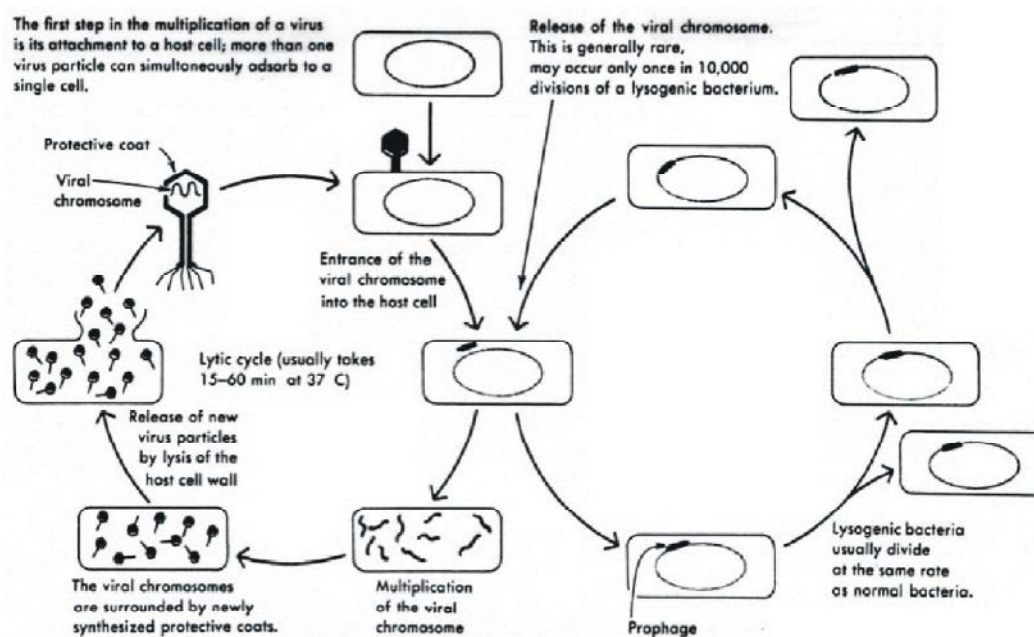 The first step in the multiplication of a virus
is its attachment to a host cell; more than one
virus particle can simultaneously adsorb to a
single cell.
Release of the viral chromosome.
This is generally rare,
may occur only once in 10,000
divisions of a lysogenic bacterium.
Protective coat
Viral
chromosome
Entrance of the
viral chromosome
into the host cell
Lytic cycle (usually takes
15–60 min at 37 C)
Release of new
virus particles
by lysis of the
host cell wall
The viral chromosomes
are surrounded by newly
synthesized protective coats.
Multiplication
of the viral
chromosome
Prophage
Lysogenic bacteria
usually divide
at the same rate
as normal bacteria.